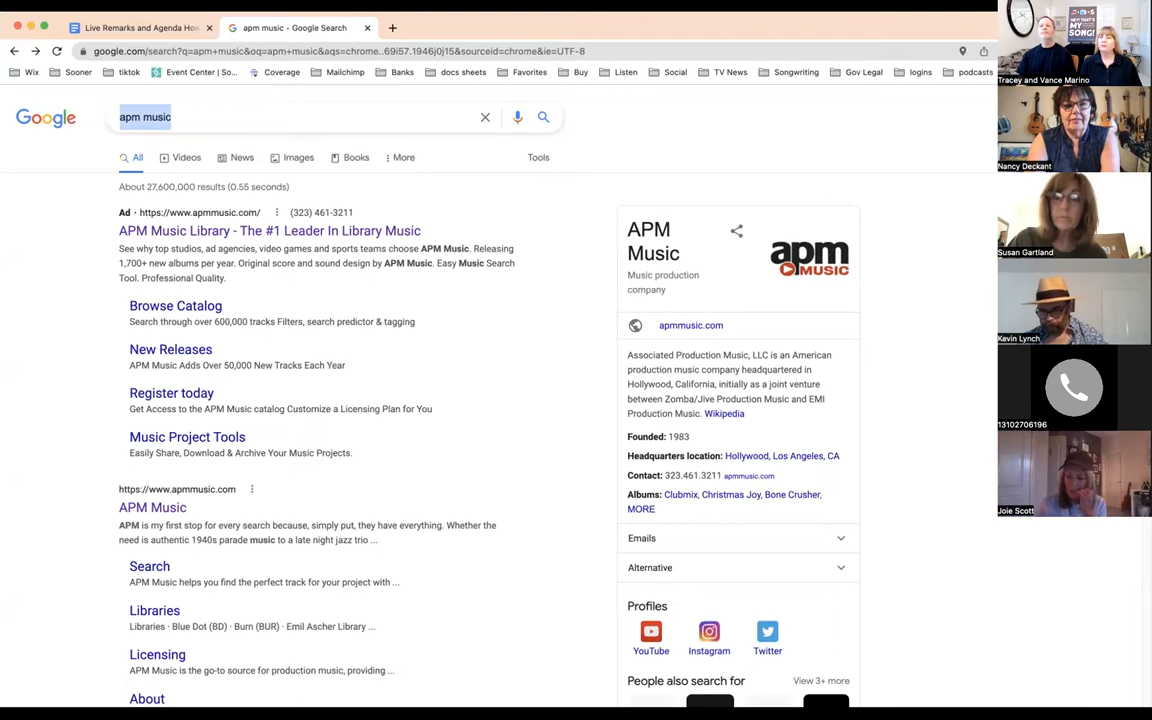 Live Remarks and Agenda How
apm music - Google Search
google.com/search?q=apm+music&oq=apm+music&aqs=chrome..69i57.1946j0j15&sourceid=chrome&ie=UTF-8
Wix
Sooner
tiktok
Event Center | So...
Coverage
Mailchimp
Banks
docs sheets
Favorites
Buy
Listen
Social
TV News
Songwriting
Gov Legal
logins
podcasts
Google
apm music
All
Videos
News
Images
Books
More
Tools
About 27,600,000 results (0.55 seconds)
Ad · https://www.apmmusic.com/ (323) 461-3211
APM Music Library - The #1 Leader In Library Music
See why top studios, ad agencies, video games and sports teams choose APM Music. Releasing
1,700+ new albums per year. Original score and sound design by APM Music. Easy Music Search
Tool. Professional Quality.
Browse Catalog
Search through over 600,000 tracks Filters, search predictor & tagging
New Releases
APM Music Adds Over 50,000 New Tracks Each Year
Register today
Get Access to the APM Music catalog Customize a Licensing Plan for You
Music Project Tools
Easily Share, Download & Archive Your Music Projects.
https://www.apmmusic.com
APM Music
APM is my first stop for every search because, simply put, they have everything. Whether the
need is authentic 1940s parade music to a late night jazz trio ...
Search
APM Music helps you find the perfect track for your project with ...
Libraries
Libraries · Blue Dot (BD) · Burn (BUR) · Emil Ascher Library ...
Licensing
APM Music is the go-to source for production music, providing ...
About
APM
Music
Music production
company
apm
MUSIC
apmmusic.com
Associated Production Music, LLC is an American
production music company headquartered in
Hollywood, California, initially as a joint venture
between Zomba/Jive Production Music and EMI
Production Music. Wikipedia
Founded: 1983
Headquarters location: Hollywood, Los Angeles, CA
Contact: 323.461.3211 apmmusic.com
Albums: Clubmix, Christmas Joy, Bone Crusher,
MORE
Emails
Alternative
Profiles
YouTube
Instagram
Twitter
People also search for
View 3+ more
HEY! THAT'S
MY SONG!
Tracey and Vance Marino
Nancy Deckant
Susan Gartland
Kevin Lynch
13102706196
Joie Scott